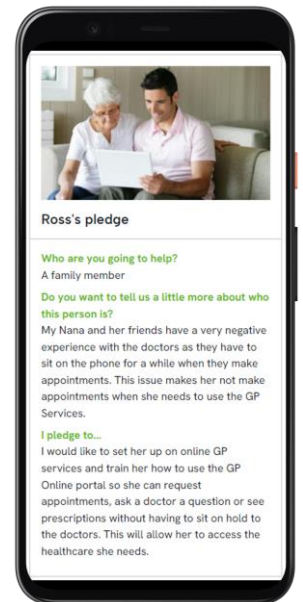 Ross's pledge
Who are you going to help?
A family member
Do you want to tell us a little more about who
this person is?
My Nana and her friends have a very negative
experience with the doctors as they have to
sit on the phone for a while when they make
appointments. This issue makes her not make
appointments when she needs to use the GP
Services.
I pledge to...
I would like to set her up on online GP
services and train her how to use the GP
Online portal so she can request
appointments, ask a doctor a question or see
prescriptions without having to sit on hold to
the doctors. This will allow her to access the
healthcare she needs.